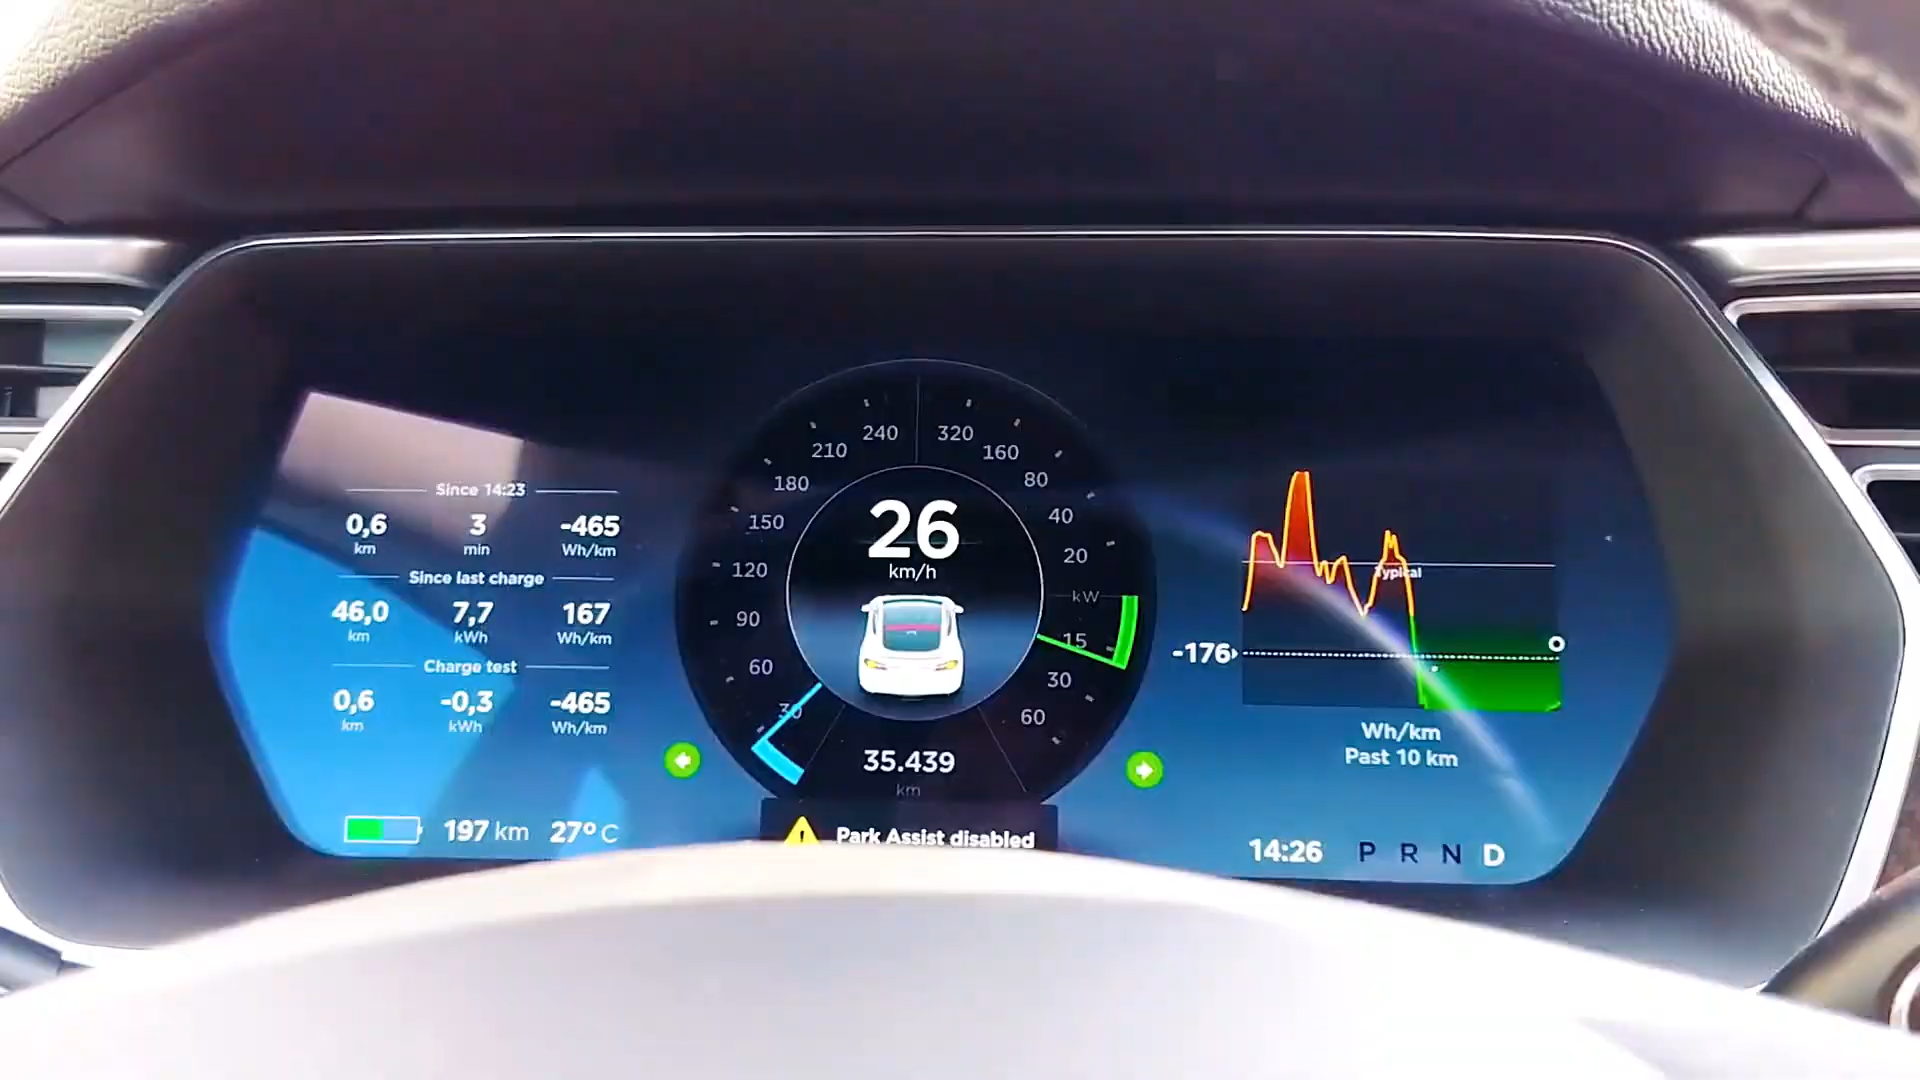 Since 14:23
0,6 3 -465
km min Wh/km
Since last charge
46,0 7,7 167
km kWh Wh/km
Charge test
0,6 -0,3 -465
km kWh Wh/km
197 km 27° C
240 320
210 160
180 80
150 40
120 20
90 kW
60 15
30 30
60
26
km/h
35.439
km
Park Assist disabled
Typical
-176
Wh/km
Past 10 km
14:26 P R N D